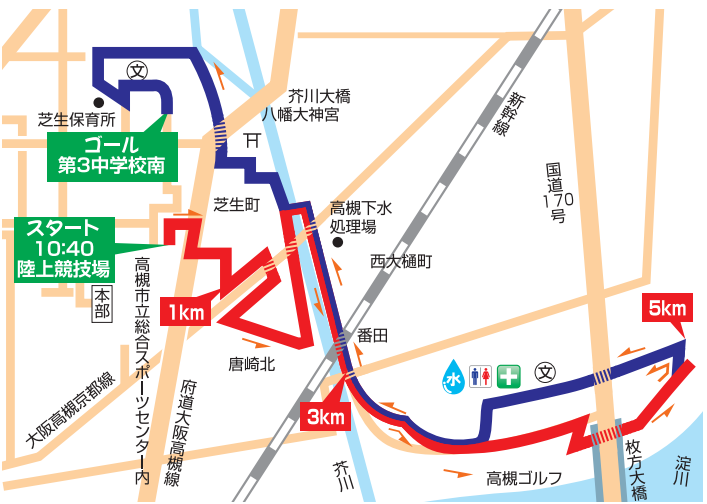 文
芝生保育所
ゴール
第3中学校南
芥川大橋
八幡大神宮
新幹線
国道
170
号
芝生町
高槻下水
処理場
スタート
10:40
陸上競技場
西大樋町
本部
高槻市立総合スポーツセンター内
1km
5km
番田
唐崎北
水
文
大阪高槻京都線
府道大阪高槻線
3km
芥川
高槻ゴルフ
枚方大橋
淀川